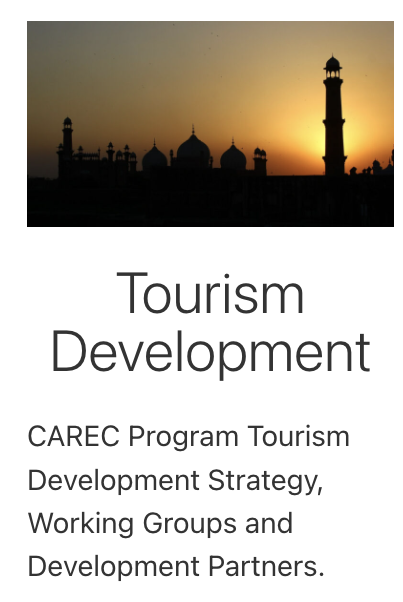 Tourism
Development
CAREC Program Tourism
Development Strategy,
Working Groups and
Development Partners.